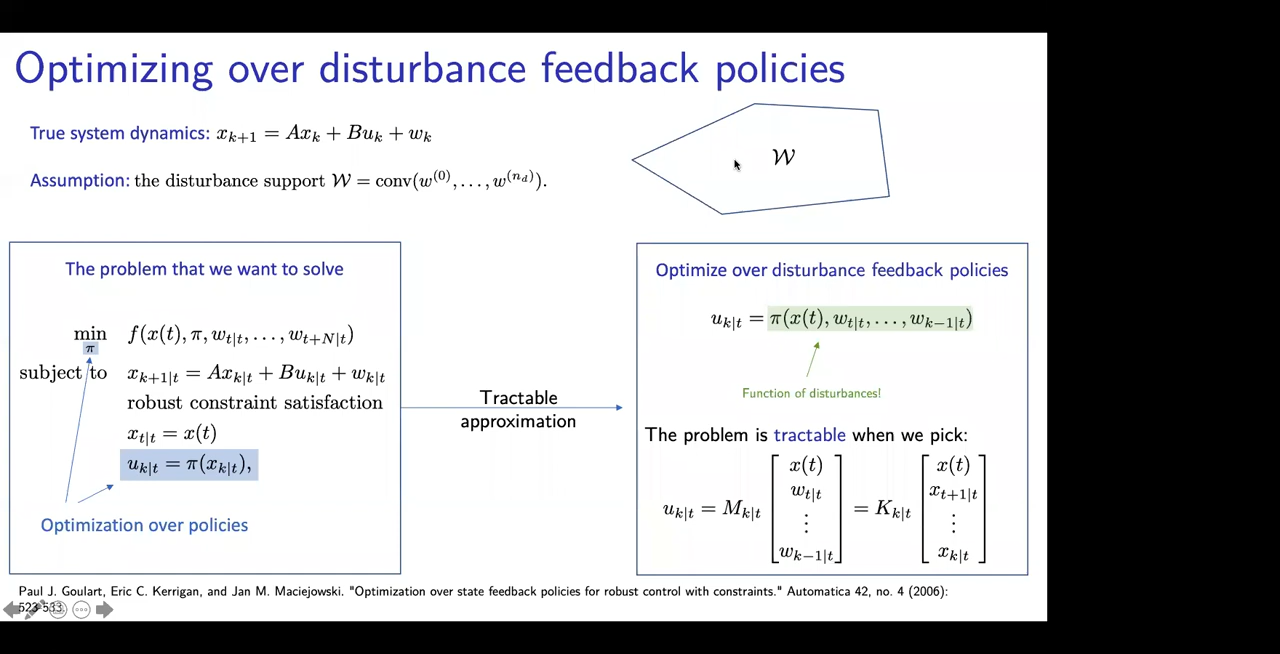 Optimizing over disturbance feedback policies
True system dynamics: x_{k+1} = Ax_k + Bu_k + w_k
𝒲
Assumption: the disturbance support 𝒲 = conv(w^{(0)}, . . . , w^{(n_d)}).
The problem that we want to solve
min_π f(x(t), π, w_{t|t}, . . . , w_{t+N|t})
subject to x_{k+1|t} = Ax_{k|t} + Bu_{k|t} + w_{k|t}
robust constraint satisfaction
x_{t|t} = x(t)
u_{k|t} = π(x_{k|t}),
Optimization over policies
Tractable
approximation
Optimize over disturbance feedback policies
u_{k|t} = π(x(t), w_{t|t}, . . . , w_{k−1|t})
Function of disturbances!
The problem is tractable when we pick:
u_{k|t} = M_{k|t} [x(t) w_{t|t} ⋮ w_{k−1|t}] = K_{k|t} [x(t) x_{t+1|t} ⋮ x_{k|t}]
Paul J. Goulart, Eric C. Kerrigan, and Jan M. Maciejowski. "Optimization over state feedback policies for robust control with constraints." Automatica 42, no. 4 (2006):
523-533.